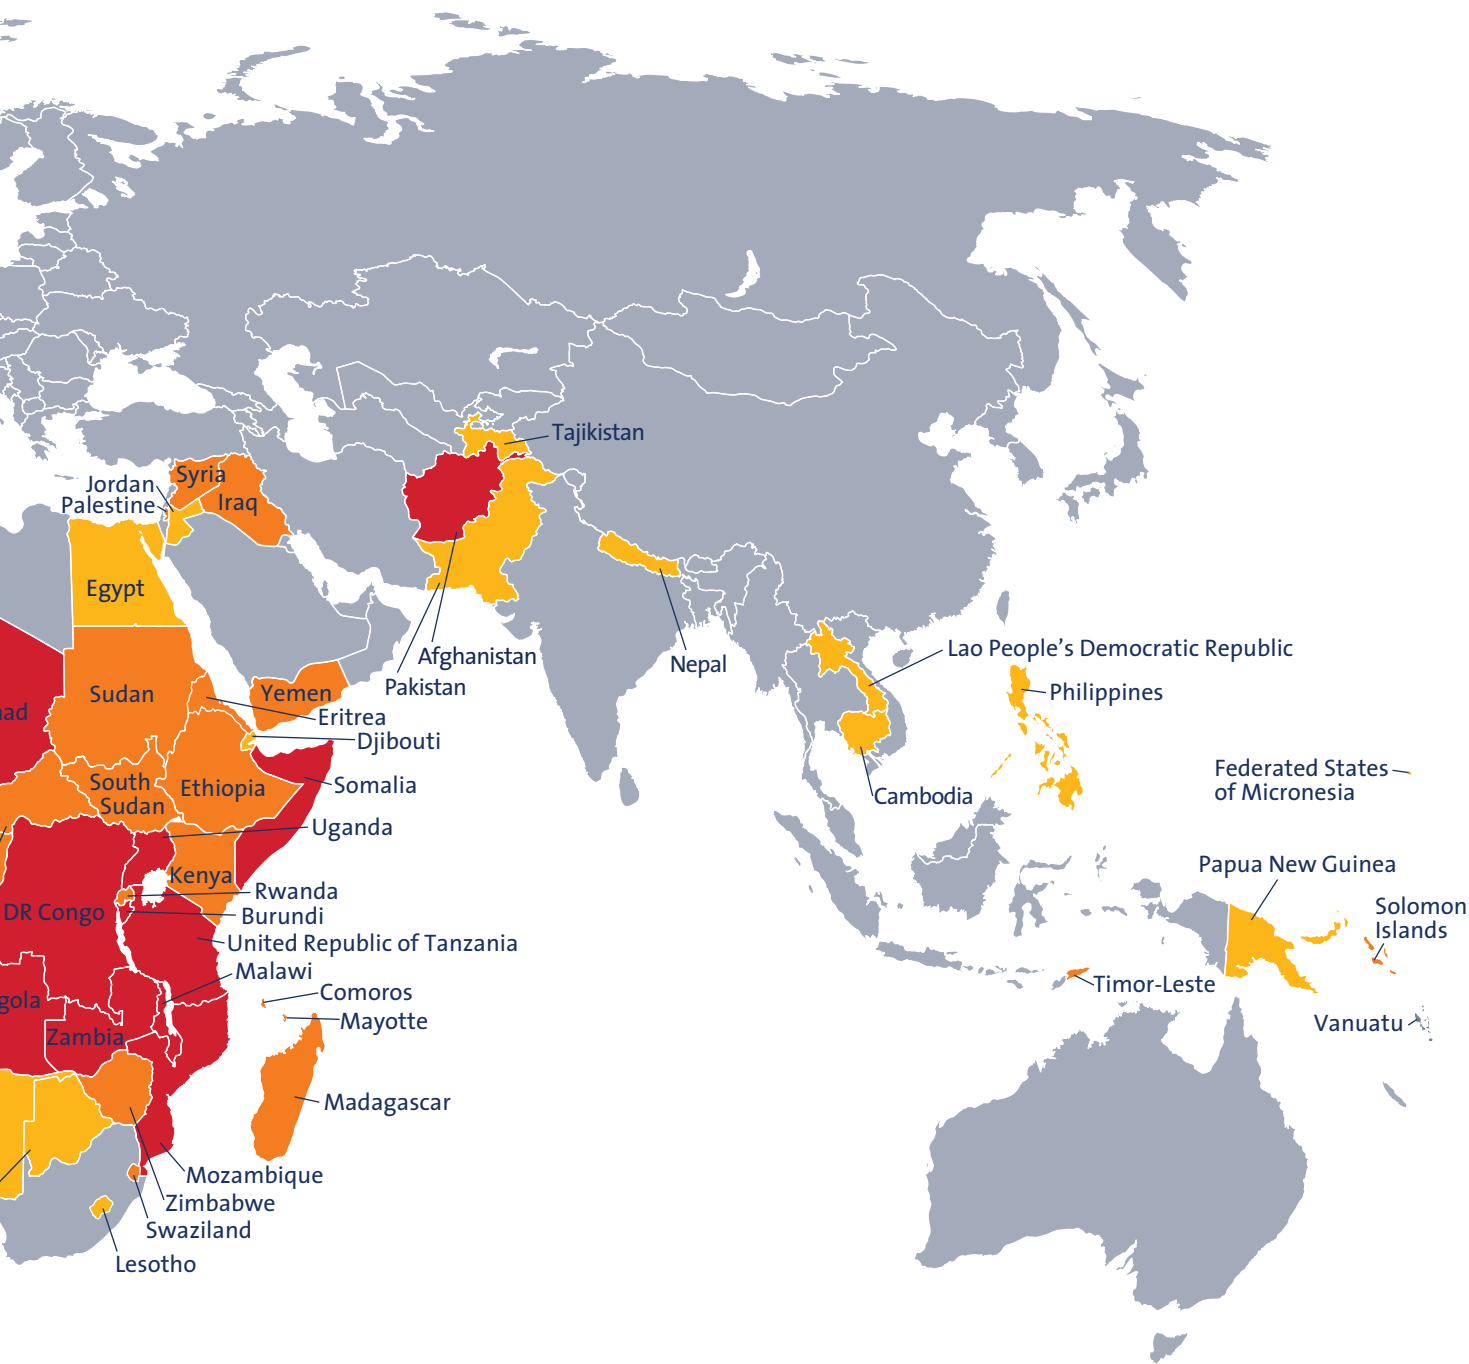 Tajikistan
Syria
Jordan
Palestine
Iraq
Egypt
Afghanistan
Pakistan
Nepal
Lao People’s Democratic Republic
Philippines
Sudan
Yemen
Eritrea
Djibouti
ad
Federated States
of Micronesia
South
Sudan
Ethiopia
Somalia
Cambodia
Uganda
Kenya
Papua New Guinea
Rwanda
DR Congo
Burundi
Solomon
Islands
United Republic of Tanzania
Malawi
Timor-Leste
gola
Comoros
Mayotte
Vanuatu
Zambia
Madagascar
Mozambique
Zimbabwe
Swaziland
Lesotho